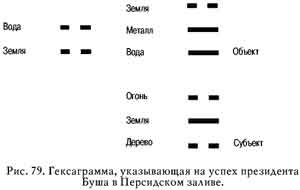 Земля
Вода
Металл
Земля
Вода
Объект
Огонь
Земля
Дерево
Субъект
Рис. 79. Гексаграмма, указывающая на успех президента
Буша в Персидском заливе.